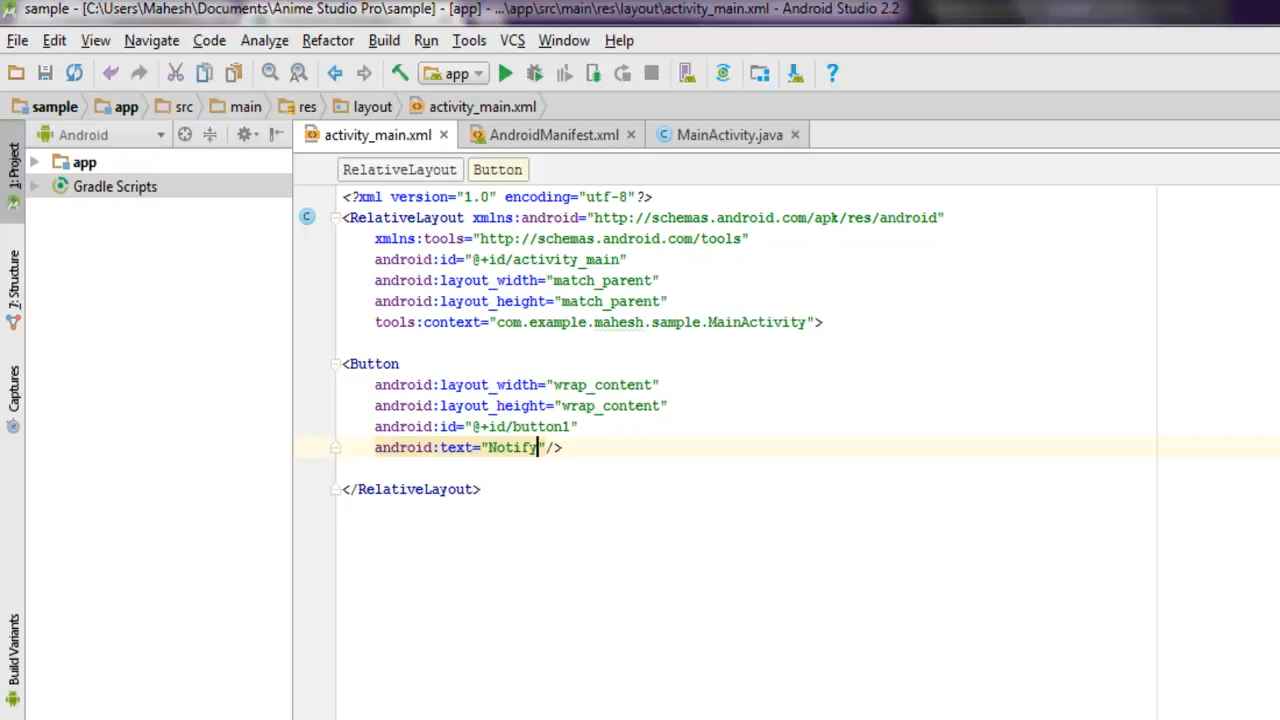 sample - [C:\Users\Mahesh\Documents\Anime Studio Pro\sample] - [app] - ...\app\src\main\res\layout\activity_main.xml - Android Studio 2.2
File Edit View Navigate Code Analyze Refactor Build Run Tools VCS Window Help
app
sample app src main res layout activity_main.xml
Android
activity_main.xml AndroidManifest.xml MainActivity.java
1: Project
7: Structure
Captures
Build Variants
app
Gradle Scripts
RelativeLayout Button
<?xml version="1.0" encoding="utf-8"?>
<RelativeLayout xmlns:android="http://schemas.android.com/apk/res/android"
xmlns:tools="http://schemas.android.com/tools"
android:id="@+id/activity_main"
android:layout_width="match_parent"
android:layout_height="match_parent"
tools:context="com.example.mahesh.sample.MainActivity">
<Button
android:layout_width="wrap_content"
android:layout_height="wrap_content"
android:id="@+id/button1"
android:text="Notify"/>
</RelativeLayout>